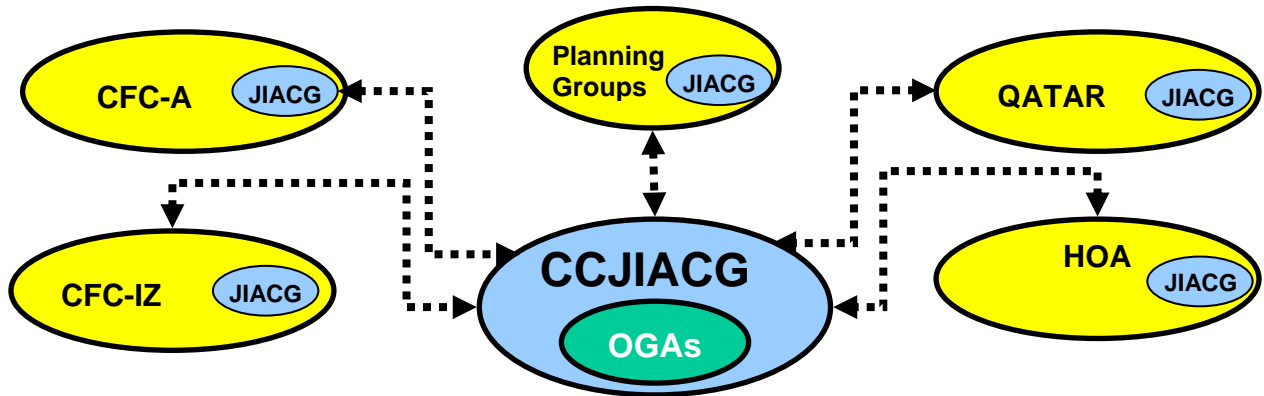 CFC-A
JIACG
Planning
Groups
JIACG
QATAR
JIACG
CFC-IZ
JIACG
CCJIACG
OGAs
HOA
JIACG